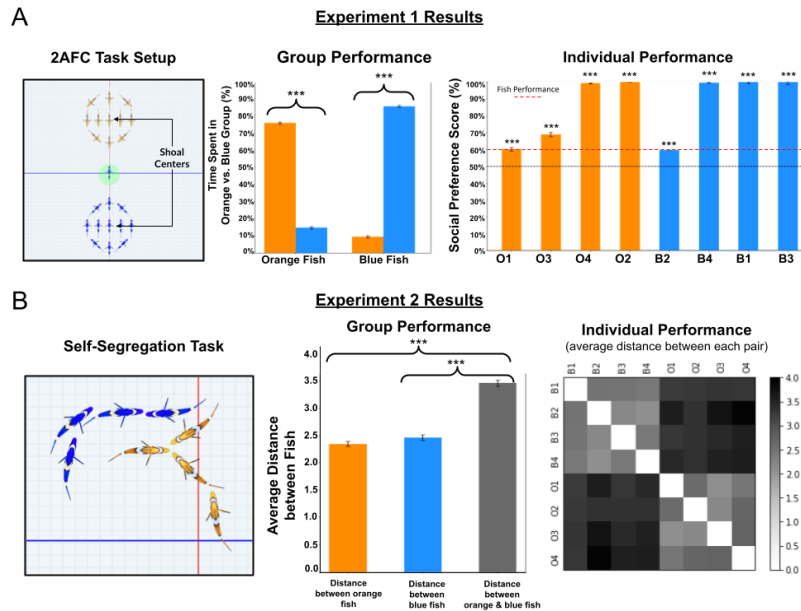 A
Experiment 1 Results
2AFC Task Setup
Shoal
Centers
Group Performance
Time Spent in
Orange vs. Blue Group (%)
100%
90%
80%
70%
60%
50%
40%
30%
20%
10%
0%
***
***
Orange Fish
Blue Fish
Individual Performance
Social Preference Score (%)
100%
90%
80%
70%
60%
50%
40%
30%
20%
10%
0%
Fish Performance
***
***
***
***
***
***
***
***
O1 O3 O4 O2 B2 B4 B1 B3
B
Experiment 2 Results
Self-Segregation Task
Group Performance
Average Distance
between Fish
4.0
3.5
3.0
2.5
2.0
1.5
1.0
0.5
0.0
***
***
Distance
between orange
fish
Distance
between
blue fish
Distance
between
orange & blue fish
Individual Performance
(average distance between each pair)
B1 B2 B3 B4 O1 O2 O3 O4
B1
B2
B3
B4
O1
O2
O3
O4
4.0
3.5
3.0
2.5
2.0
1.5
1.0
0.5
0.0